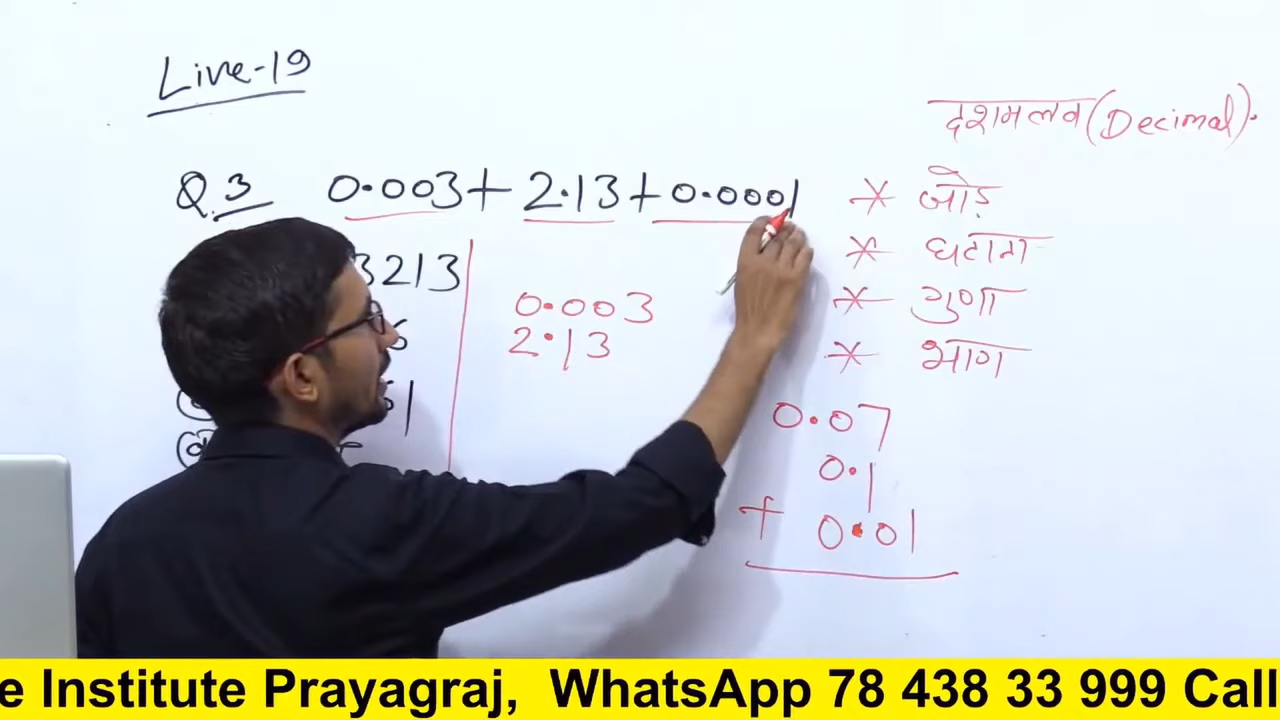 Live-19
दशमलव (Decimal).
Q.3 0.003 + 2.13 + 0.0001
* जोड़
* घटाना
* गुणा
* भाग
3213
0.003
2.13
0.07
0.1
+ 0.01
e Institute Prayagraj, WhatsApp 78 438 33 999 Call